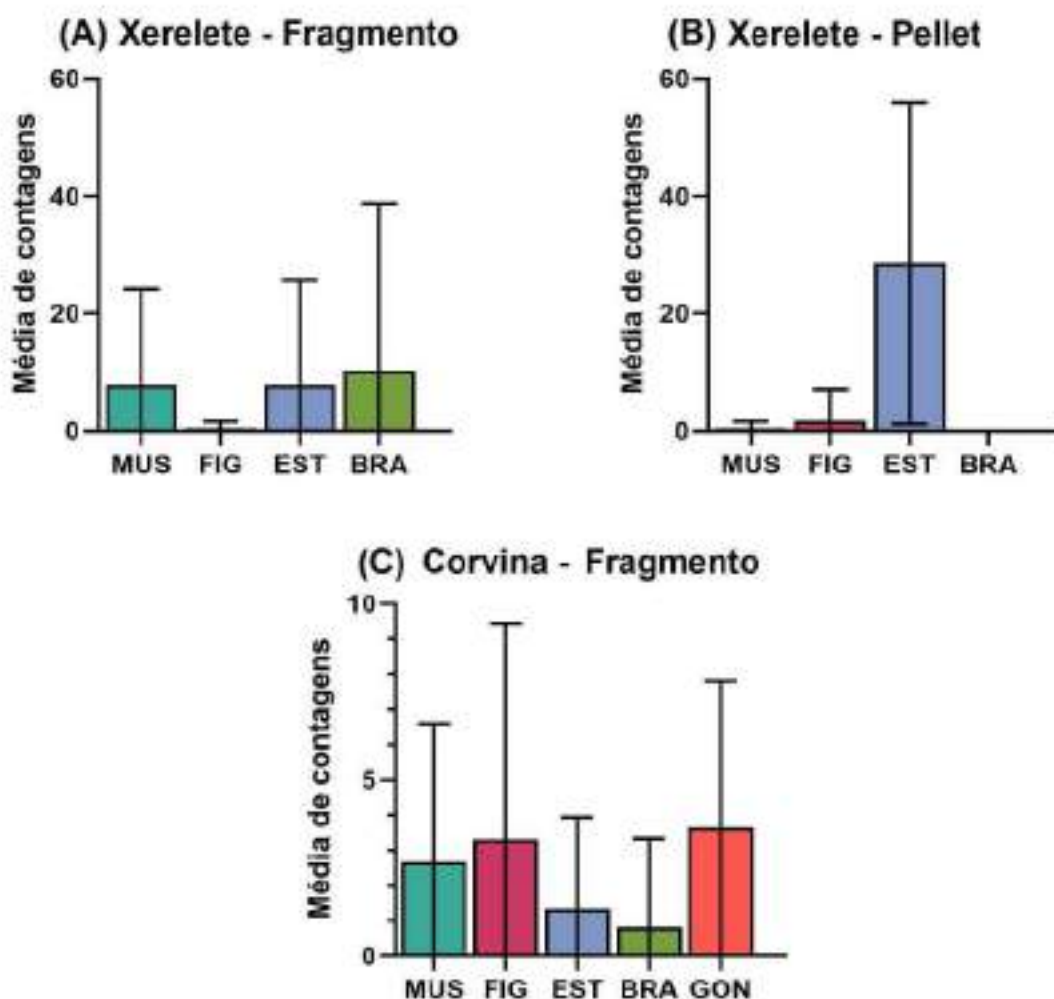 (A) Xerelete - Fragmento
Média de contagens
60
40
20
0
MUS FIG EST BRA
(B) Xerelete - Pellet
Média de contagens
60
40
20
0
MUS FIG EST BRA
(C) Corvina - Fragmento
Média de contagens
10
5
0
MUS FIG EST BRA GON